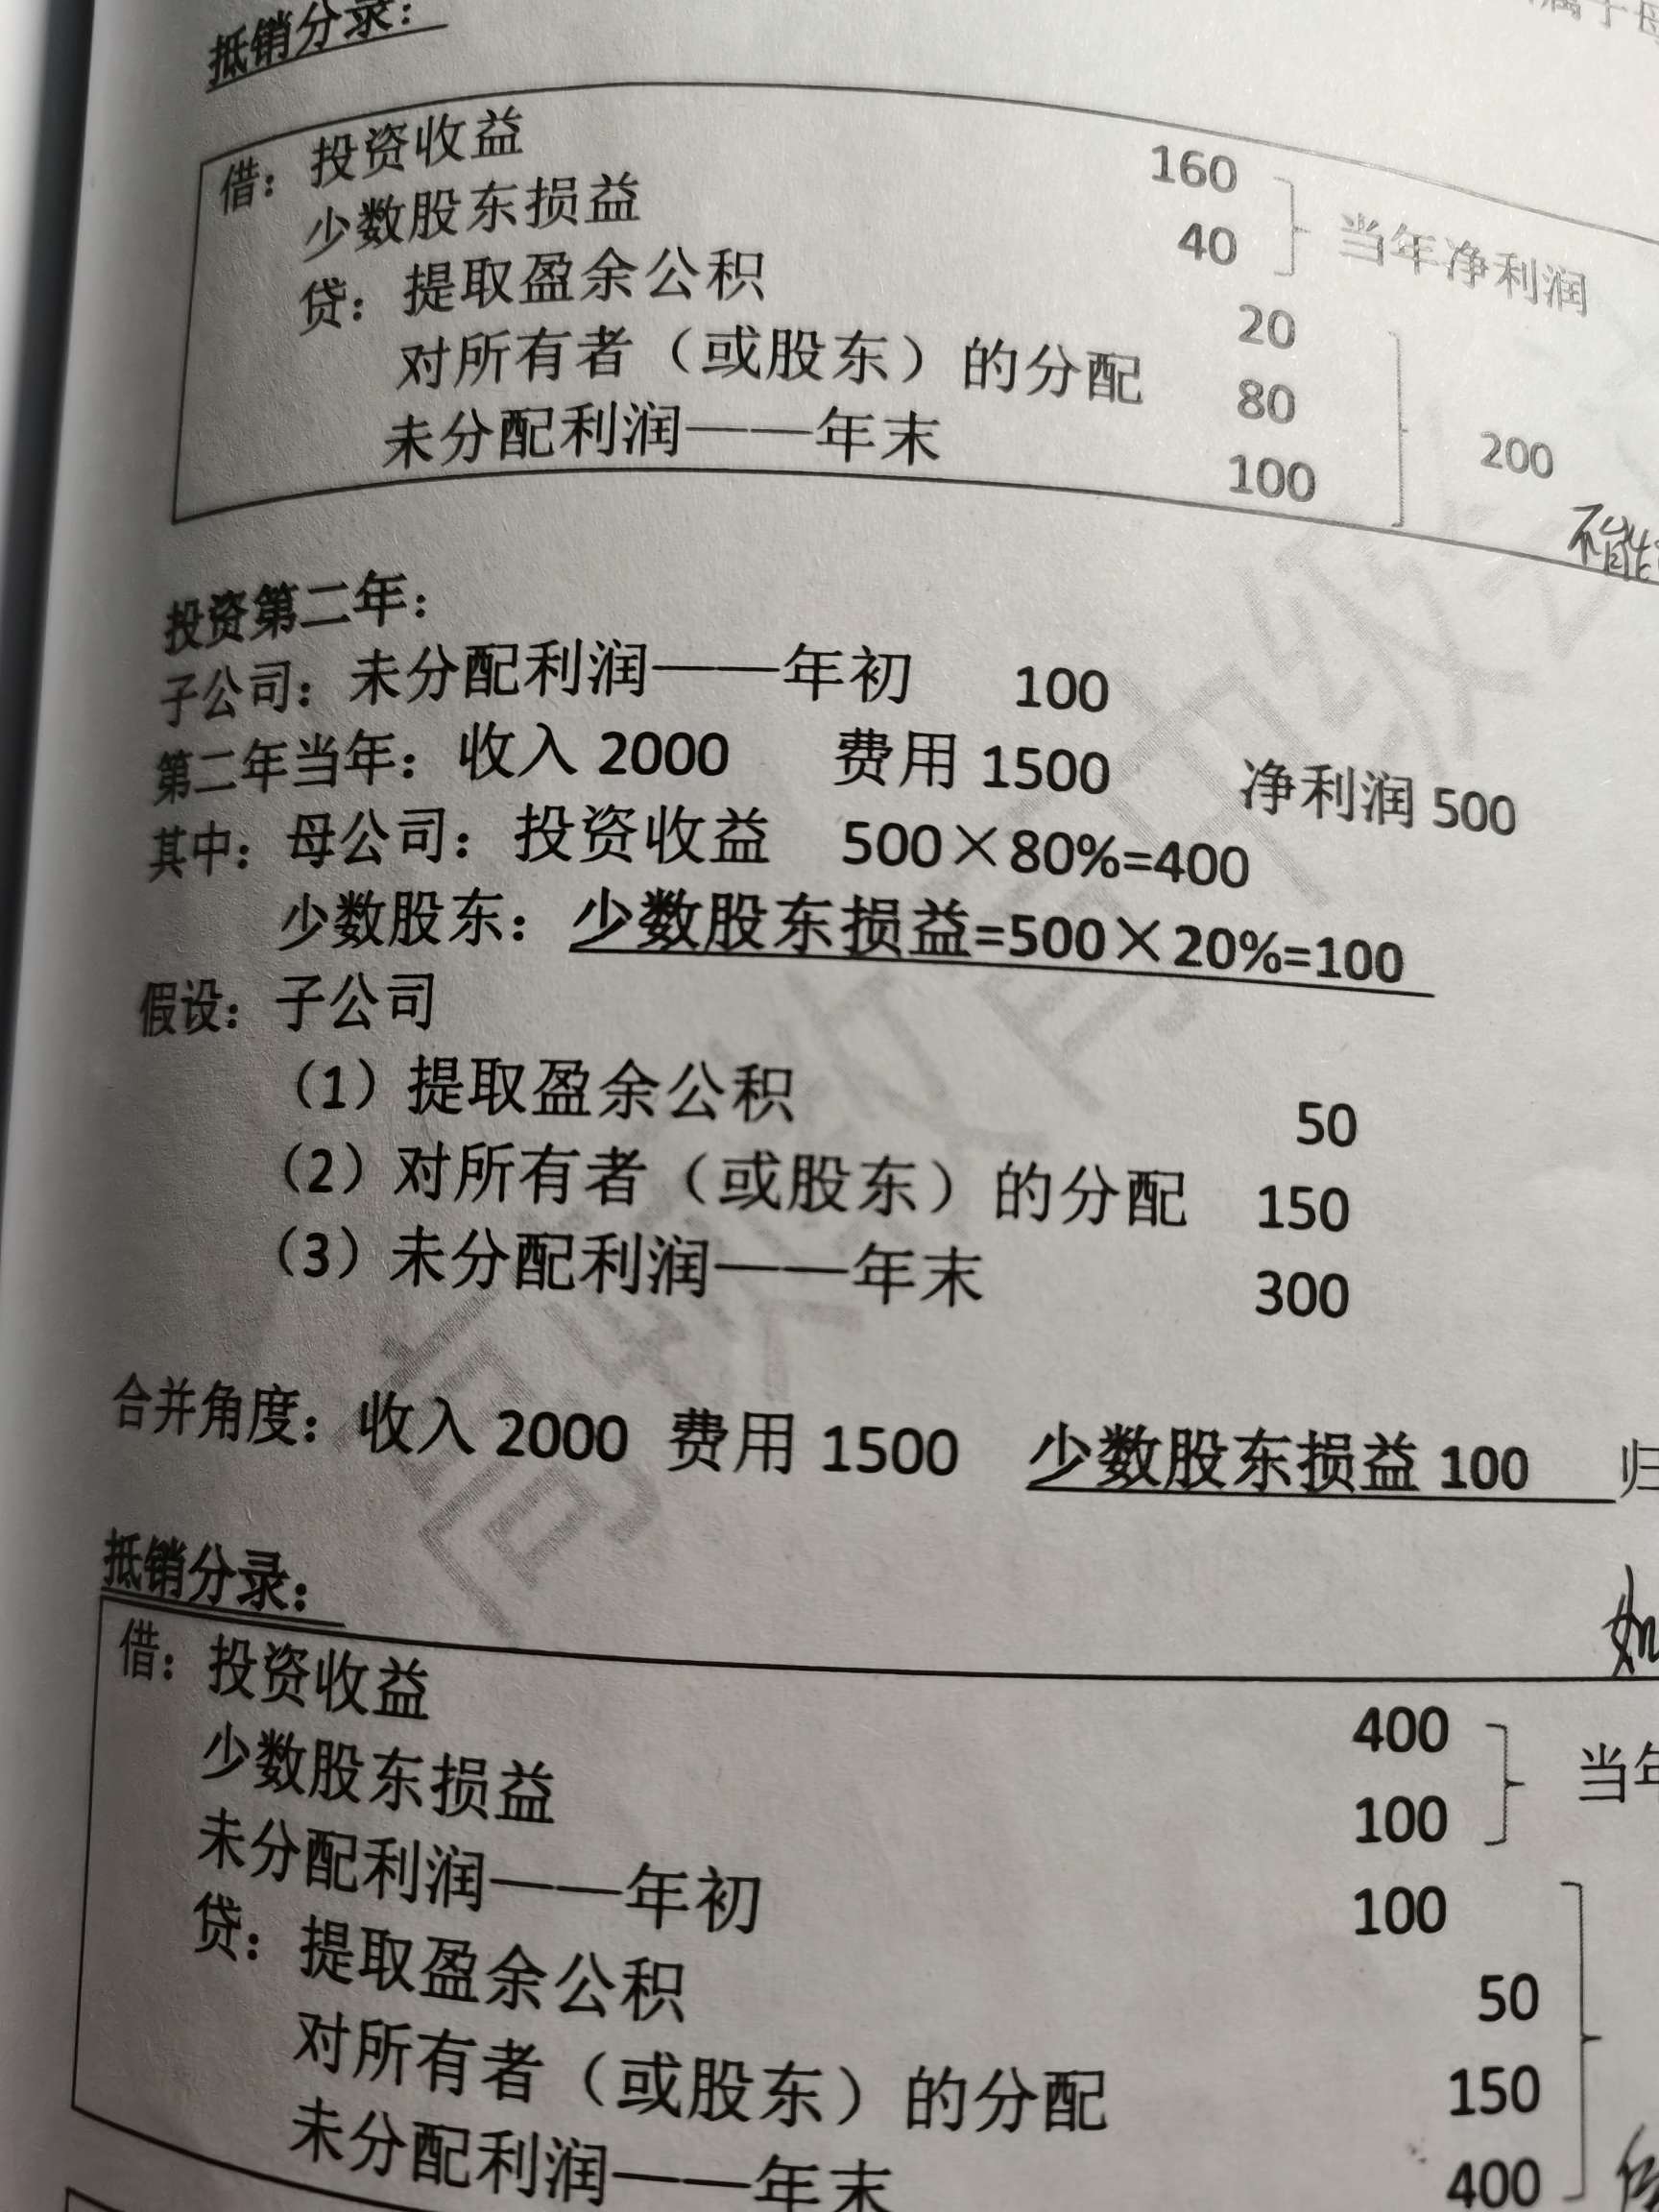 抵销分录：
借：投资收益 160
少数股东损益 40 当年净利润
贷：提取盈余公积 20
对所有者（或股东）的分配 80
未分配利润——年末 100
200
投资第二年：
子公司：未分配利润——年初 100
第二年当年：收入 2000 费用 1500 净利润 500
其中：母公司：投资收益 500×80%=400
少数股东：少数股东损益=500×20%=100
假设：子公司
（1）提取盈余公积 50
（2）对所有者（或股东）的分配 150
（3）未分配利润——年末 300
合并角度：收入 2000 费用 1500 少数股东损益 100 归
抵销分录：
如
借：投资收益 400
少数股东损益 100 当年
未分配利润——年初 100
贷：提取盈余公积 50
对所有者（或股东）的分配 150
未分配利润——年末 400